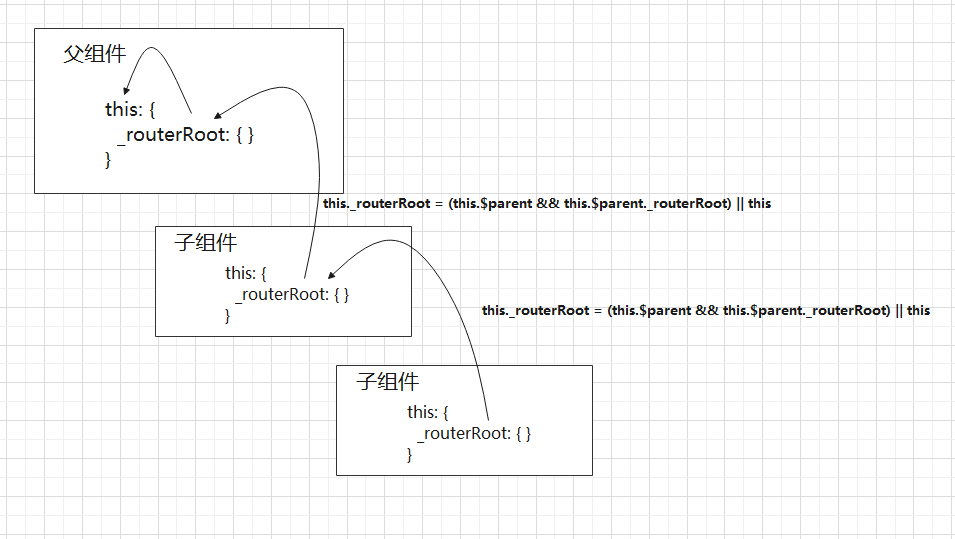 父组件
this: {
_routerRoot: { }
}
this._routerRoot = (this.$parent && this.$parent._routerRoot) || this
子组件
this: {
_routerRoot: { }
}
this._routerRoot = (this.$parent && this.$parent._routerRoot) || this
子组件
this: {
_routerRoot: { }
}